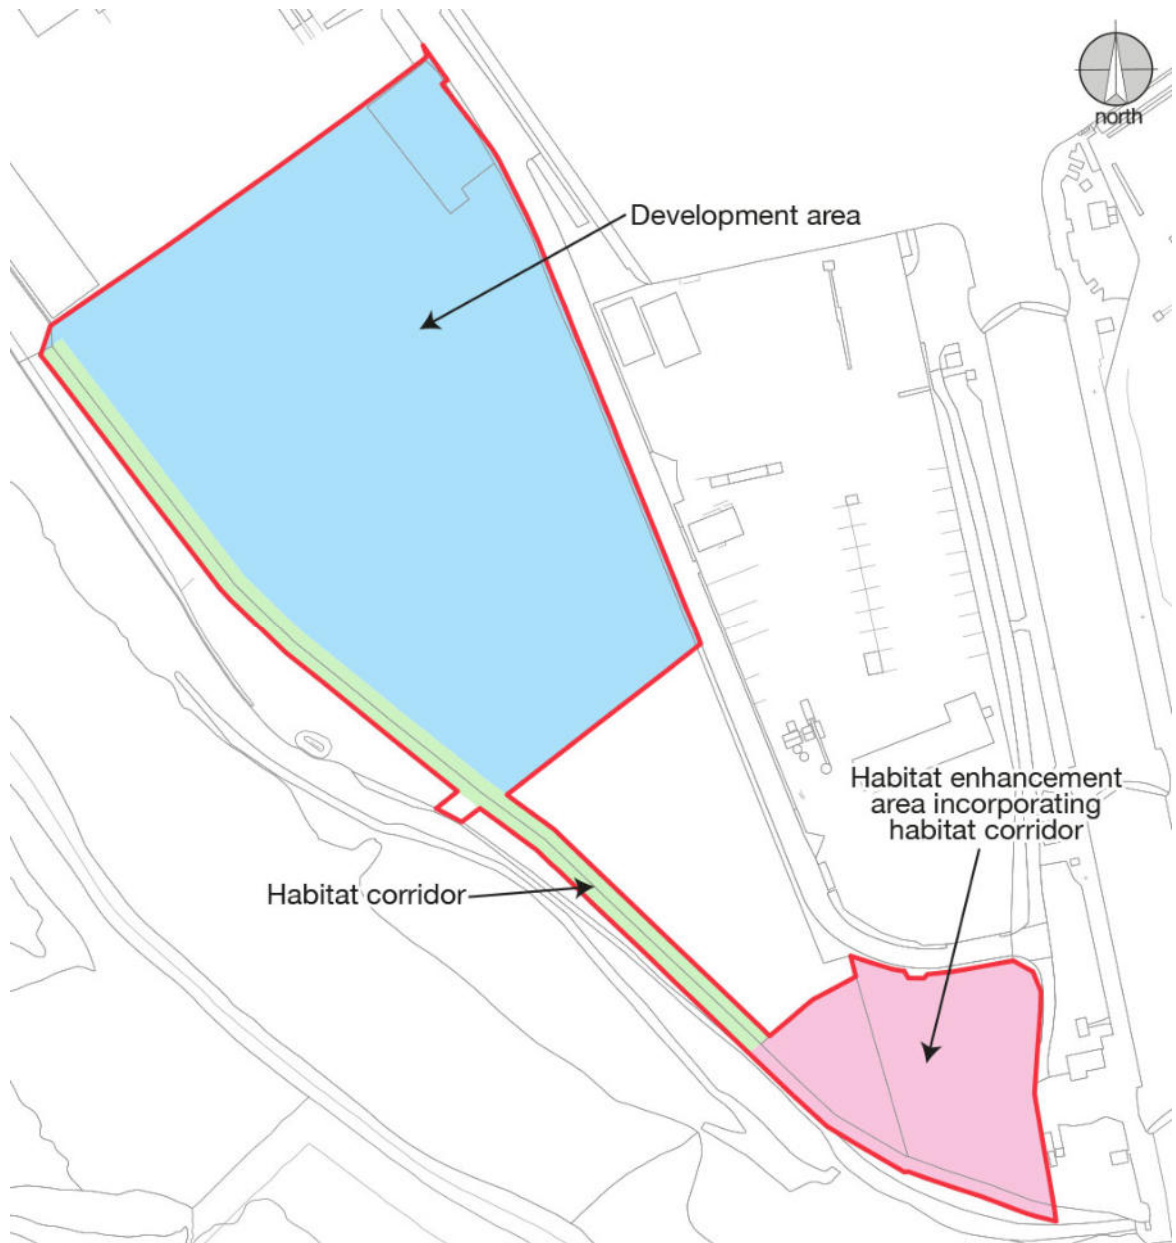 north
Development area
Habitat enhancement
area incorporating
habitat corridor
Habitat corridor